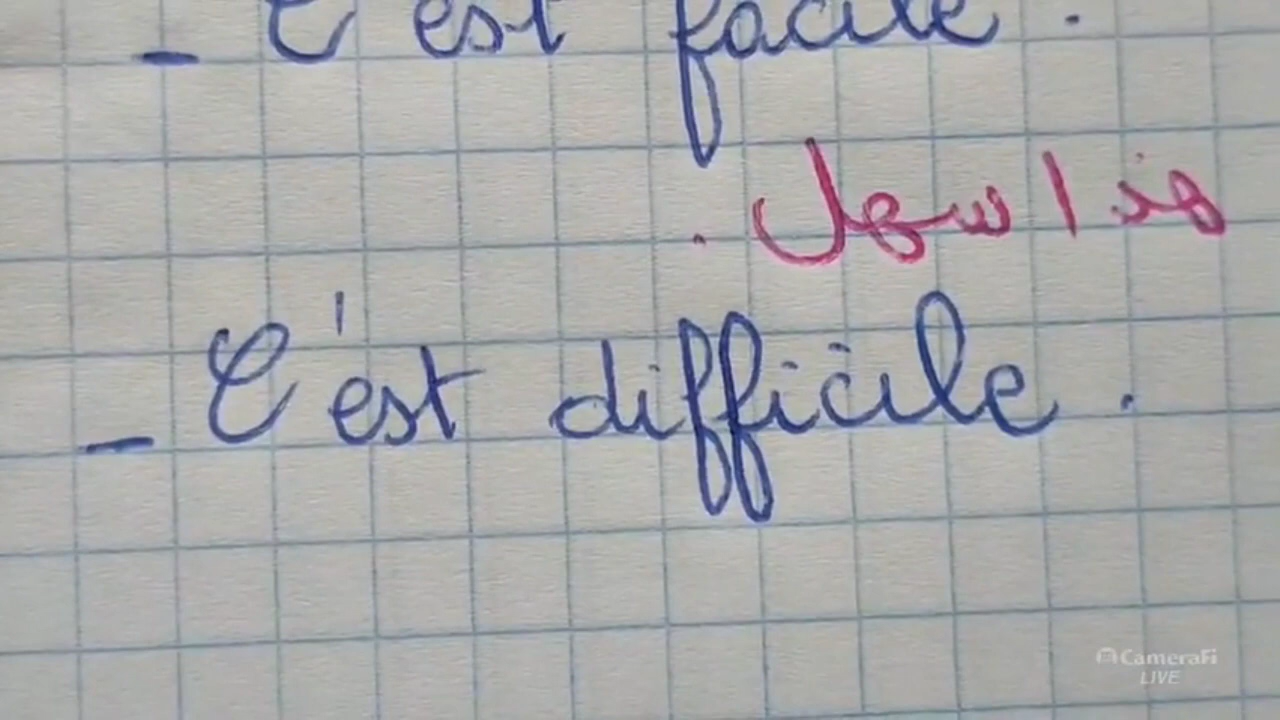 - C'est facile.
هذا سهل.
- C'est difficile.
CameraFi
LIVE